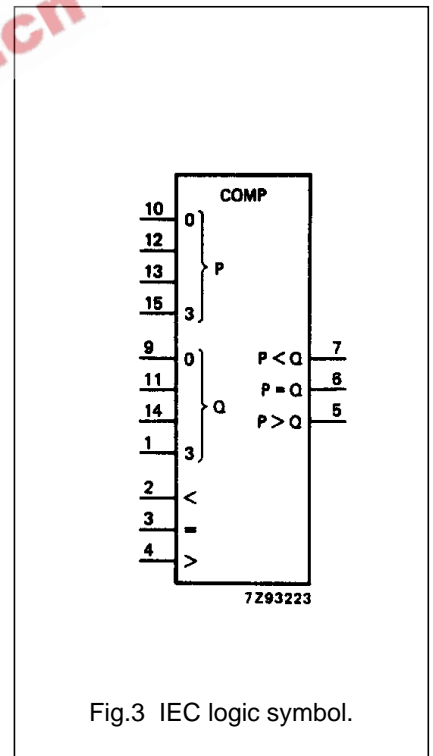 .cn
COMP
10 0
12
13
15 3
P
9 0
11
14
1 3
Q
2 <
3 =
4 >
P < Q 7
P = Q 6
P > Q 5
7Z93223
Fig.3 IEC logic symbol.